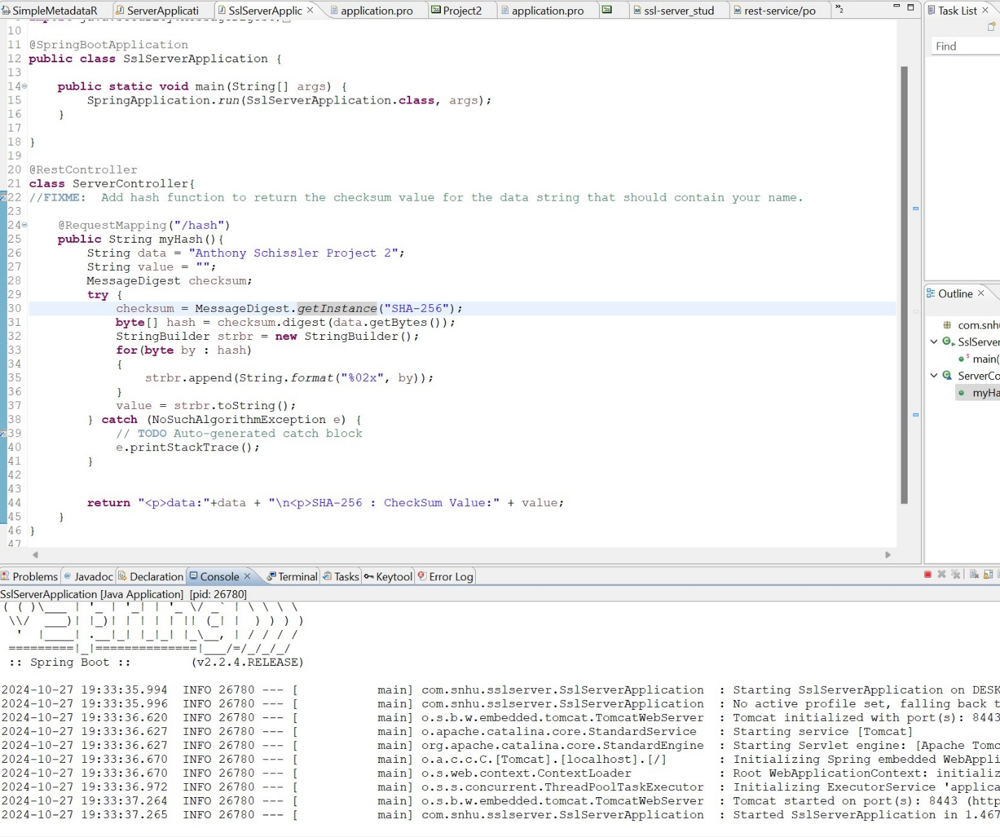 SimpleMetadataR
ServerApplicati
SslServerApplic
application.pro
Project2
application.pro
ssl-server_stud
rest-service/po
»2
Task List
Find
10
11 @SpringBootApplication
12 public class SslServerApplication {
13
14 public static void main(String[] args) {
15 SpringApplication.run(SslServerApplication.class, args);
16 }
17
18 }
19
20 @RestController
21 class ServerController{
22 //FIXME:  Add hash function to return the checksum value for the data string that should contain your name.
23
24 @RequestMapping("/hash")
25 public String myHash(){
26 String data = "Anthony Schissler Project 2";
27 String value = "";
28 MessageDigest checksum;
29 try {
30 checksum = MessageDigest.getInstance("SHA-256");
31 byte[] hash = checksum.digest(data.getBytes());
32 StringBuilder strbr = new StringBuilder();
33 for(byte by : hash)
34 {
35 strbr.append(String.format("%02x", by));
36 }
37 value = strbr.toString();
38 } catch (NoSuchAlgorithmException e) {
39 // TODO Auto-generated catch block
40 e.printStackTrace();
41 }
42
43
44 return "<p>data:"+data + "\n<p>SHA-256 : CheckSum Value:" + value;
45 }
46 }
47
Outline
com.snhu
SslServer
main(
ServerCo
myHa
Problems
Javadoc
Declaration
Console
Terminal
Tasks
Keytool
Error Log
SslServerApplication [Java Application] [pid: 26780]
:: Spring Boot ::        (v2.2.4.RELEASE)
2024-10-27 19:33:35.994  INFO 26780 --- [           main] com.snhu.sslserver.SslServerApplication  : Starting SslServerApplication on DESK
2024-10-27 19:33:35.996  INFO 26780 --- [           main] com.snhu.sslserver.SslServerApplication  : No active profile set, falling back t
2024-10-27 19:33:36.620  INFO 26780 --- [           main] o.s.b.w.embedded.tomcat.TomcatWebServer  : Tomcat initialized with port(s): 8443
2024-10-27 19:33:36.627  INFO 26780 --- [           main] o.apache.catalina.core.StandardService   : Starting service [Tomcat]
2024-10-27 19:33:36.627  INFO 26780 --- [           main] org.apache.catalina.core.StandardEngine  : Starting Servlet engine: [Apache Tomc
2024-10-27 19:33:36.670  INFO 26780 --- [           main] o.a.c.c.C.[Tomcat].[localhost].[/]       : Initializing Spring embedded WebAppli
2024-10-27 19:33:36.670  INFO 26780 --- [           main] o.s.web.context.ContextLoader            : Root WebApplicationContext: initializ
2024-10-27 19:33:36.972  INFO 26780 --- [           main] o.s.s.concurrent.ThreadPoolTaskExecutor  : Initializing ExecutorService 'applica
2024-10-27 19:33:37.264  INFO 26780 --- [           main] o.s.b.w.embedded.tomcat.TomcatWebServer  : Tomcat started on port(s): 8443 (http
2024-10-27 19:33:37.265  INFO 26780 --- [           main] com.snhu.sslserver.SslServerApplication  : Started SslServerApplication in 1.467